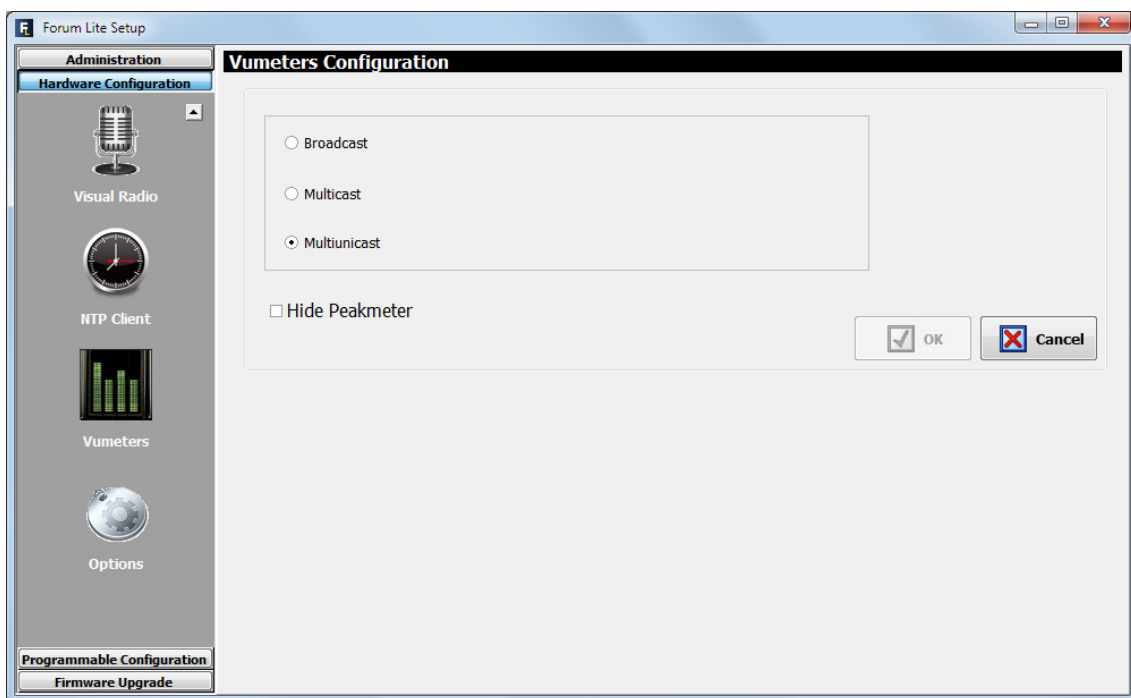 Forum Lite Setup
Administration
Hardware Configuration
Visual Radio
NTP Client
Vumeters
Options
Programmable Configuration
Firmware Upgrade
Vumeters Configuration
Broadcast
Multicast
Multiunicast
Hide Peakmeter
OK
Cancel